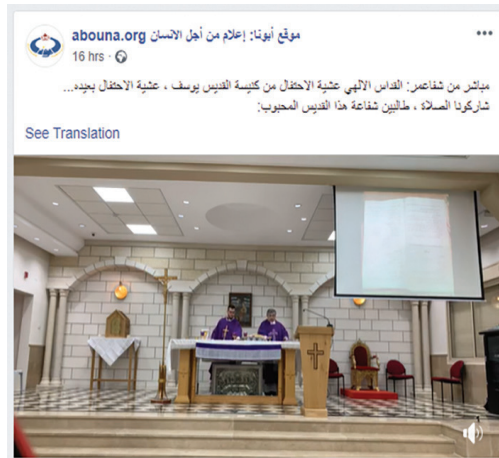 موقع أبونا: إعلام من أجل الانسان abouna.org
16 hrs ·
مباشر من شفاعمر: القداس الالهي عشية الاحتفال من كنيسة القديس يوسف ، عشية الاحتفال بعيده...
شاركونا الصلاة ، طالبين شفاعة هذا القديس المحبوب:
See Translation